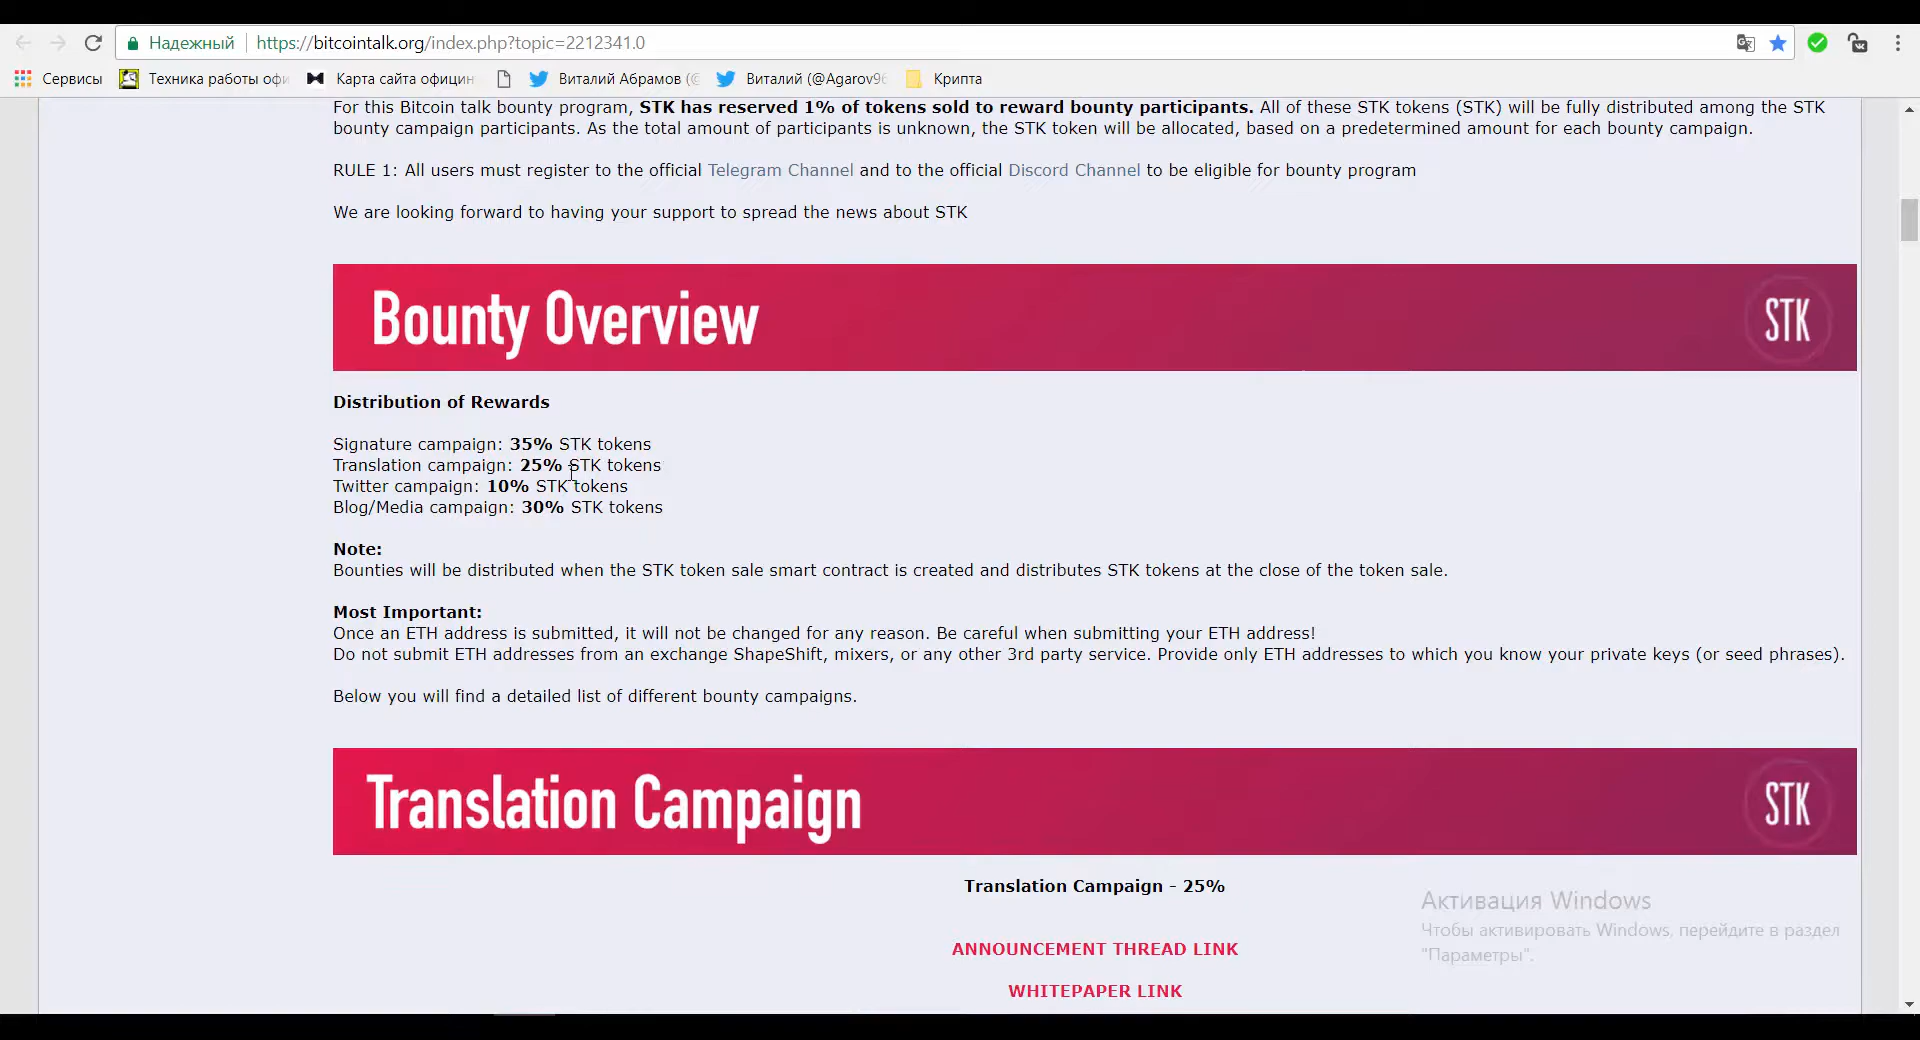 Надежный https://bitcointalk.org/index.php?topic=2212341.0
Сервисы Техника работы офи Карта сайта официн Виталий Абрамов (@ Виталий (@Agarov96 Крипта
For this Bitcoin talk bounty program, STK has reserved 1% of tokens sold to reward bounty participants. All of these STK tokens (STK) will be fully distributed among the STK
bounty campaign participants. As the total amount of participants is unknown, the STK token will be allocated, based on a predetermined amount for each bounty campaign.
RULE 1: All users must register to the official Telegram Channel and to the official Discord Channel to be eligible for bounty program
We are looking forward to having your support to spread the news about STK
Bounty Overview STK
Distribution of Rewards
Signature campaign: 35% STK tokens
Translation campaign: 25% STK tokens
Twitter campaign: 10% STK tokens
Blog/Media campaign: 30% STK tokens
Note:
Bounties will be distributed when the STK token sale smart contract is created and distributes STK tokens at the close of the token sale.
Most Important:
Once an ETH address is submitted, it will not be changed for any reason. Be careful when submitting your ETH address!
Do not submit ETH addresses from an exchange ShapeShift, mixers, or any other 3rd party service. Provide only ETH addresses to which you know your private keys (or seed phrases).
Below you will find a detailed list of different bounty campaigns.
Translation Campaign STK
Translation Campaign - 25%
ANNOUNCEMENT THREAD LINK
WHITEPAPER LINK
Активация Windows
Чтобы активировать Windows, перейдите в раздел
"Параметры".